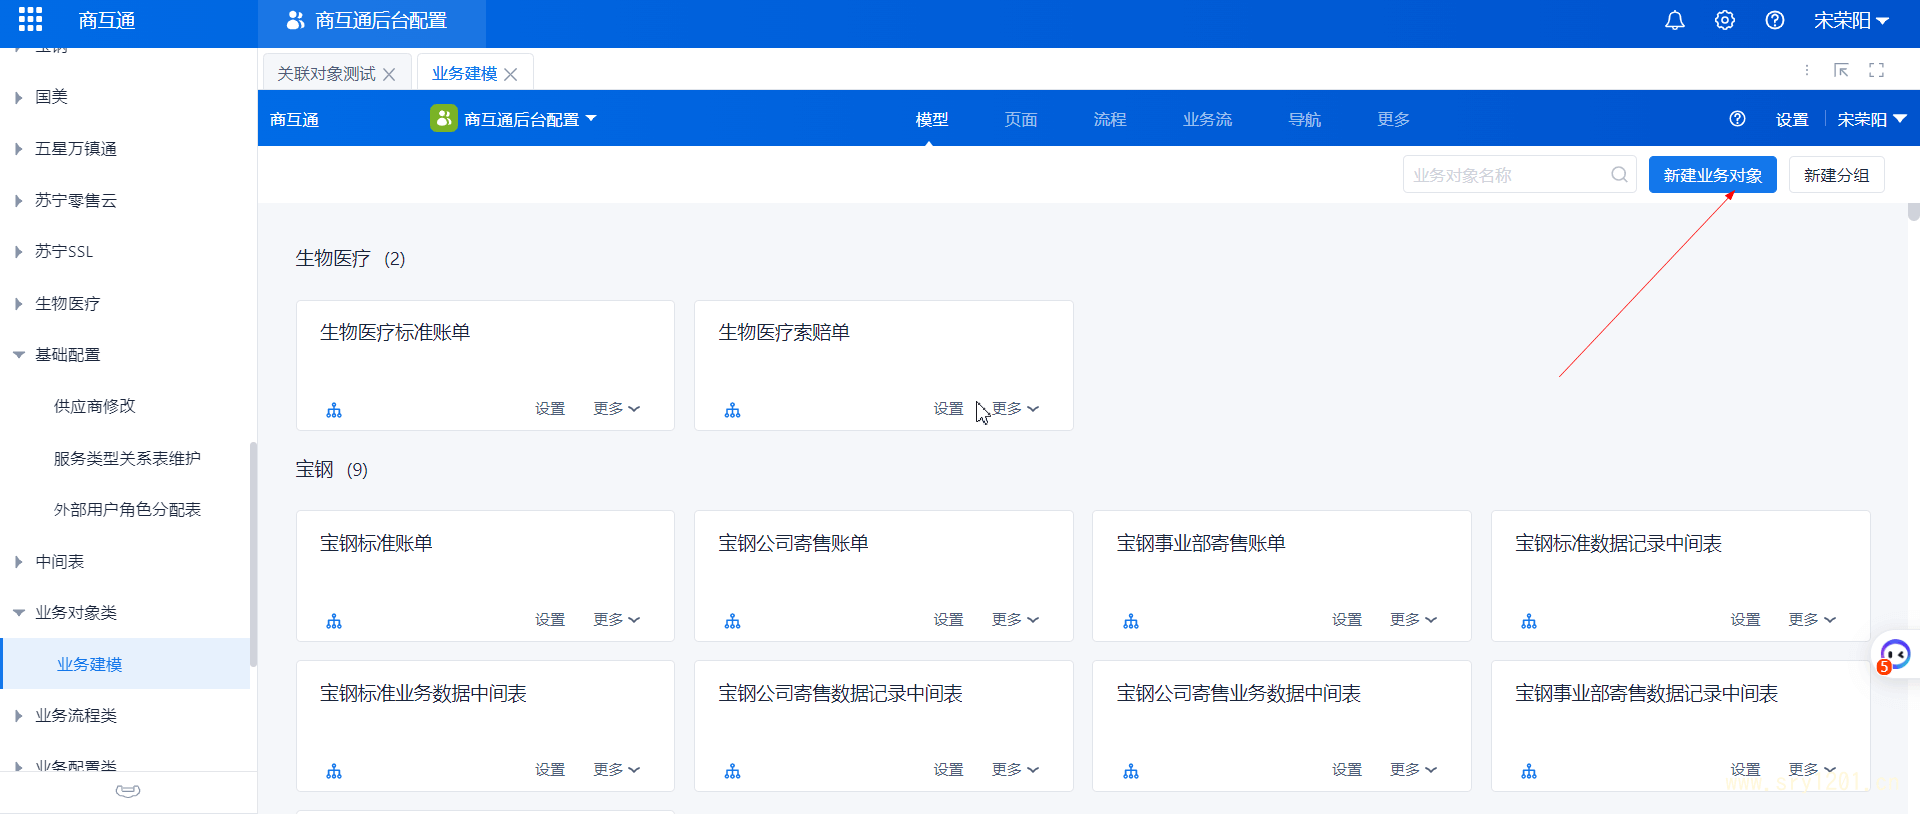 商互通
商互通后台配置
宋荣阳
宝钢
国美
五星万镇通
苏宁零售云
苏宁SSL
生物医疗
基础配置
供应商修改
服务类型关系表维护
外部用户角色分配表
中间表
业务对象类
业务建模
业务流程类
业务配置类
关联对象测试
业务建模
商互通
商互通后台配置
模型
页面
流程
业务流
导航
更多
设置
宋荣阳
业务对象名称
新建业务对象
新建分组
生物医疗 (2)
生物医疗标准账单
设置 更多
生物医疗索赔单
设置 更多
宝钢 (9)
宝钢标准账单
设置 更多
宝钢公司寄售账单
设置 更多
宝钢事业部寄售账单
设置 更多
宝钢标准数据记录中间表
设置 更多
宝钢标准业务数据中间表
设置 更多
宝钢公司寄售数据记录中间表
设置 更多
宝钢公司寄售业务数据中间表
设置 更多
宝钢事业部寄售数据记录中间表
设置 更多
5